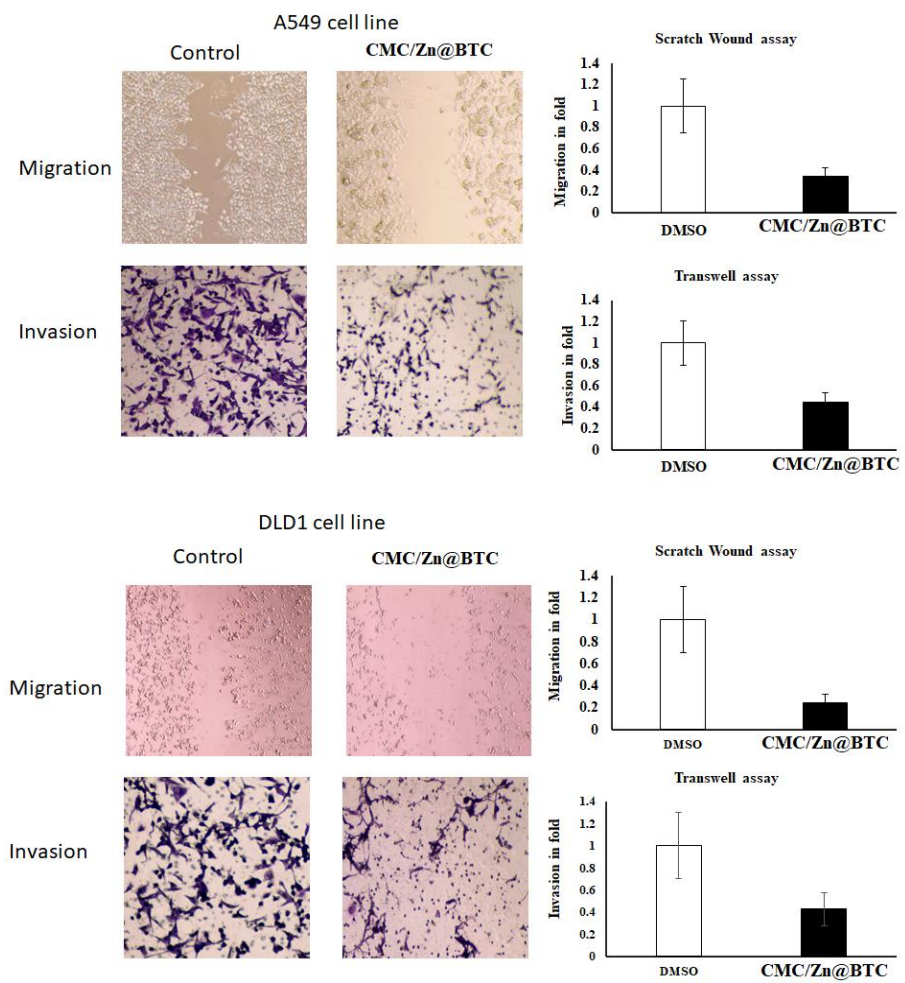 A549 cell line
Control
CMC/Zn@BTC
Migration
Invasion
Scratch Wound assay
Migration in fold
1.4
1.2
1
0.8
0.6
0.4
0.2
0
DMSO
CMC/Zn@BTC
Transwell assay
Invasion in fold
1.4
1.2
1
0.8
0.6
0.4
0.2
0
DMSO
CMC/Zn@BTC
DLD1 cell line
Control
CMC/Zn@BTC
Migration
Invasion
Scratch Wound assay
Migration in fold
1.4
1.2
1
0.8
0.6
0.4
0.2
0
DMSO
CMC/Zn@BTC
Transwell assay
Invasion in fold
1.4
1.2
1
0.8
0.6
0.4
0.2
0
DMSO
CMC/Zn@BTC